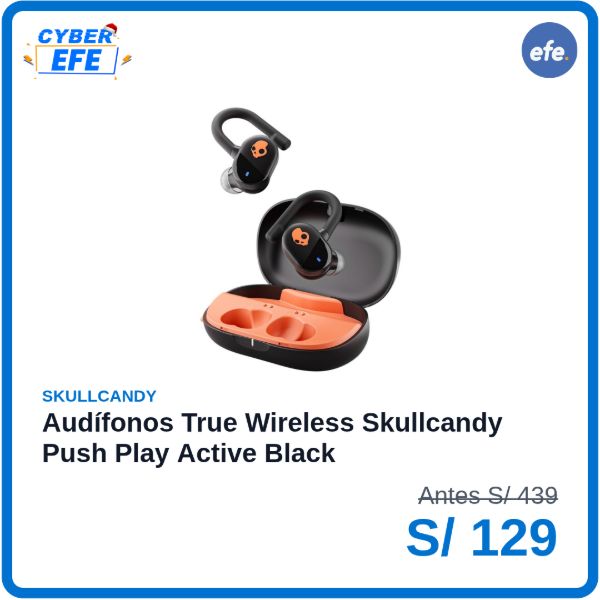 CYBER
EFE
efe.
SKULLCANDY
Audífonos True Wireless Skullcandy
Push Play Active Black
Antes S/ 439
S/ 129